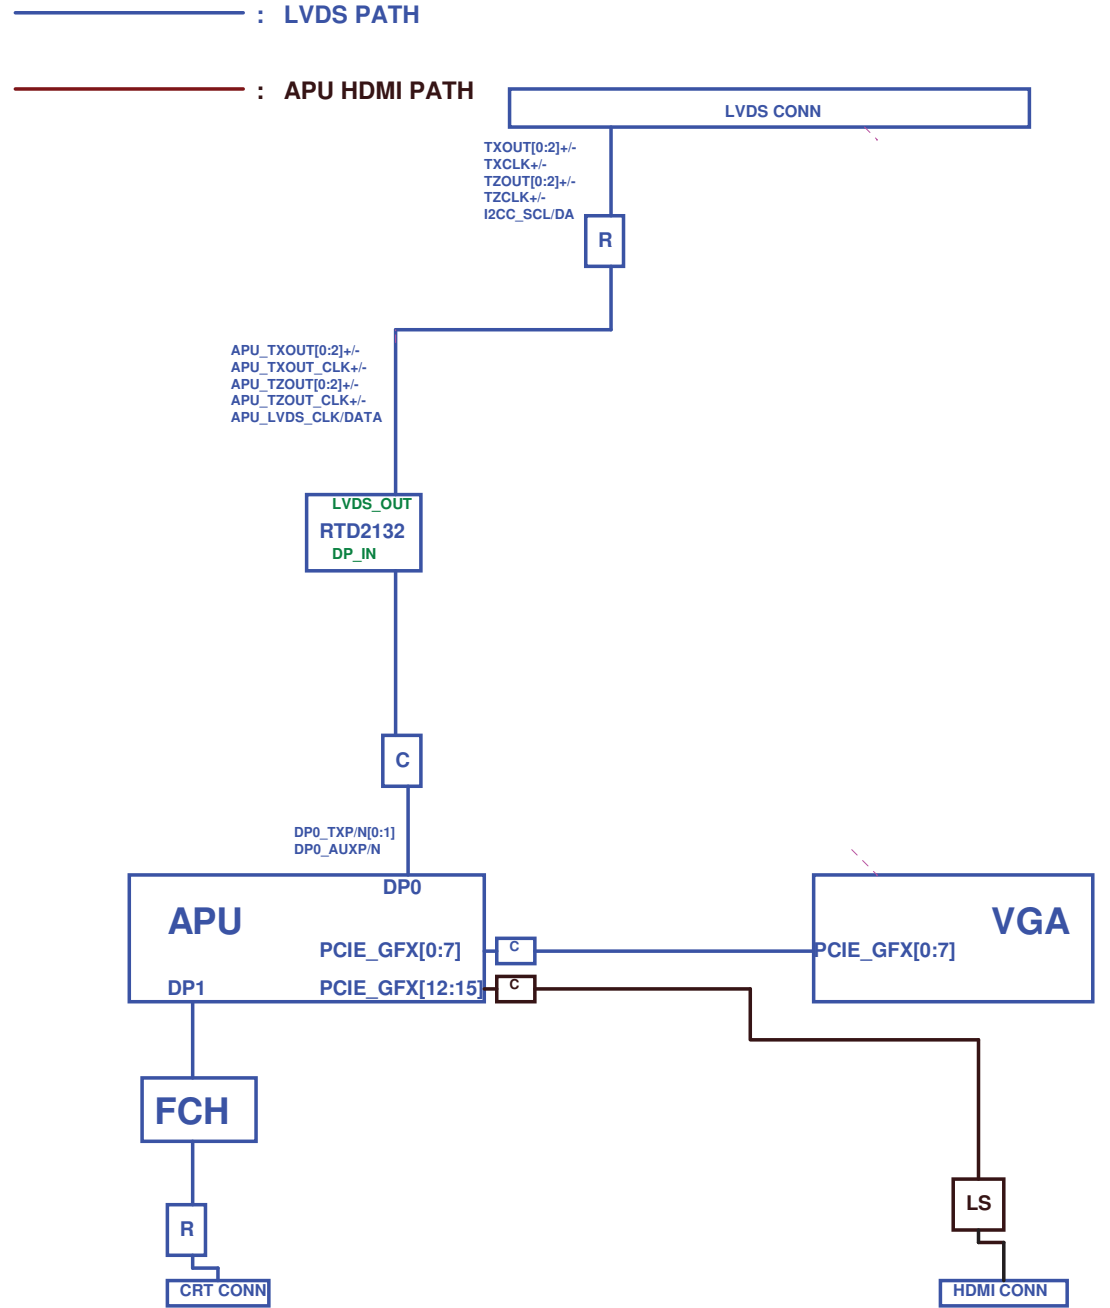 : LVDS PATH
: APU HDMI PATH
LVDS CONN
TXOUT[0:2]+/-
TXCLK+/-
TZOUT[0:2]+/-
TZCLK+/-
I2CC_SCL/DA
R
APU_TXOUT[0:2]+/-
APU_TXOUT_CLK+/-
APU_TZOUT[0:2]+/-
APU_TZOUT_CLK+/-
APU_LVDS_CLK/DATA
LVDS_OUT
RTD2132
DP_IN
C
DP0_TXP/N[0:1]
DP0_AUXP/N
DP0
APU
VGA
PCIE_GFX[0:7]
C
PCIE_GFX[0:7]
DP1
PCIE_GFX[12:15]
C
FCH
LS
R
CRT CONN
HDMI CONN